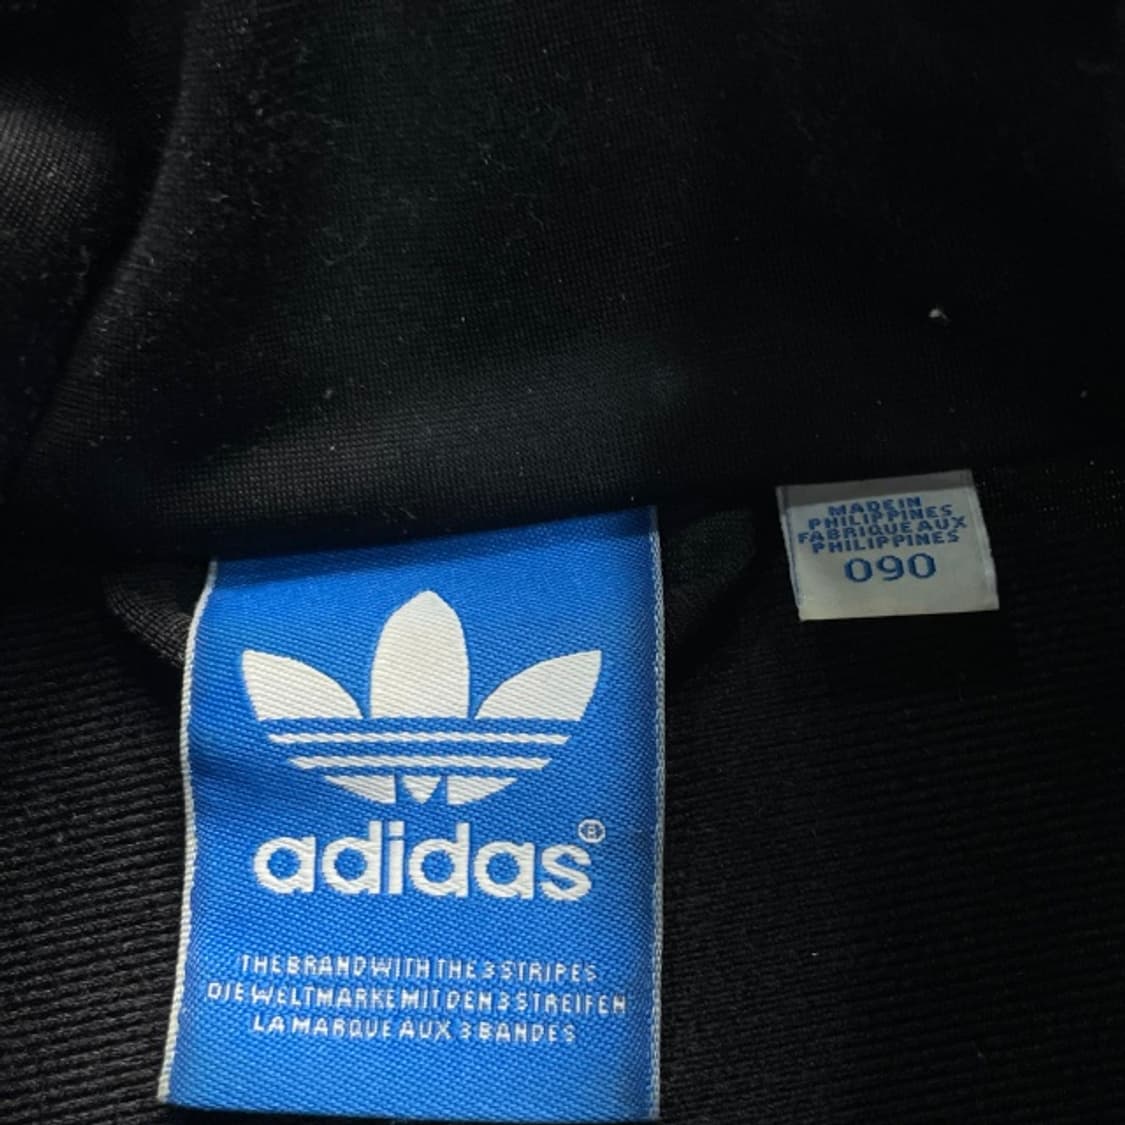 MADE IN
PHILIPPINES
FABRIQUE AUX
PHILIPPINES
090
adidas®
THE BRAND WITH THE 3 STRIPES
DIE WELTMARKE MIT DEN 3 STREIFEN
LA MARQUE AUX 3 BANDES